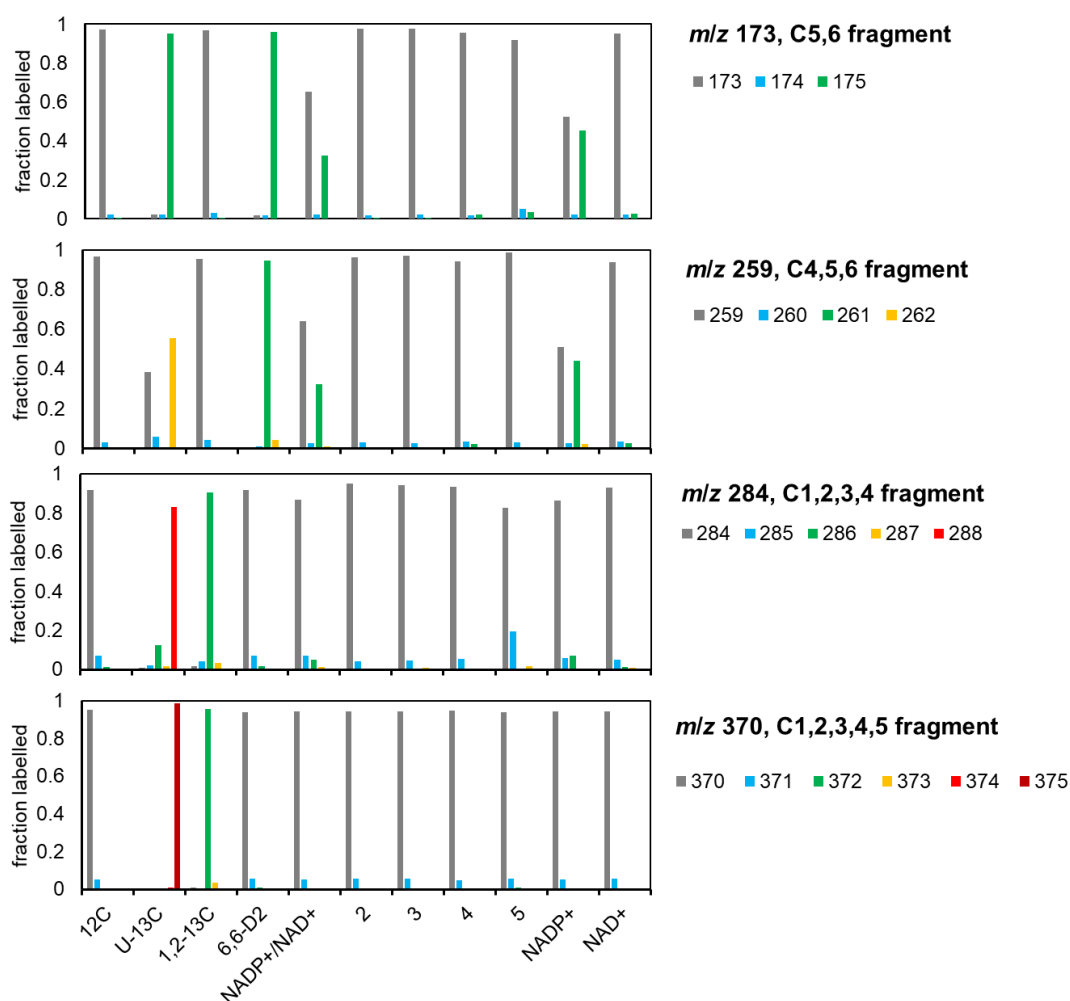 m/z 173, C5,6 fragment
173 174 175
fraction labelled
1
0.8
0.6
0.4
0.2
0
m/z 259, C4,5,6 fragment
259 260 261 262
fraction labelled
1
0.8
0.6
0.4
0.2
0
m/z 284, C1,2,3,4 fragment
284 285 286 287 288
fraction labelled
1
0.8
0.6
0.4
0.2
0
m/z 370, C1,2,3,4,5 fragment
370 371 372 373 374 375
fraction labelled
1
0.8
0.6
0.4
0.2
0
12C
U-13C
1,2-13C
6,6-D2
NADP+/NAD+
2
3
4
5
NADP+
NAD+